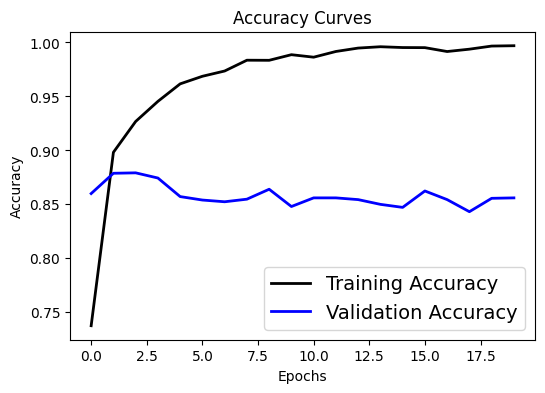 Accuracy Curves
1.00
0.95
0.90
0.85
0.80
0.75
Accuracy
Training Accuracy
Validation Accuracy
0.0 2.5 5.0 7.5 10.0 12.5 15.0 17.5
Epochs